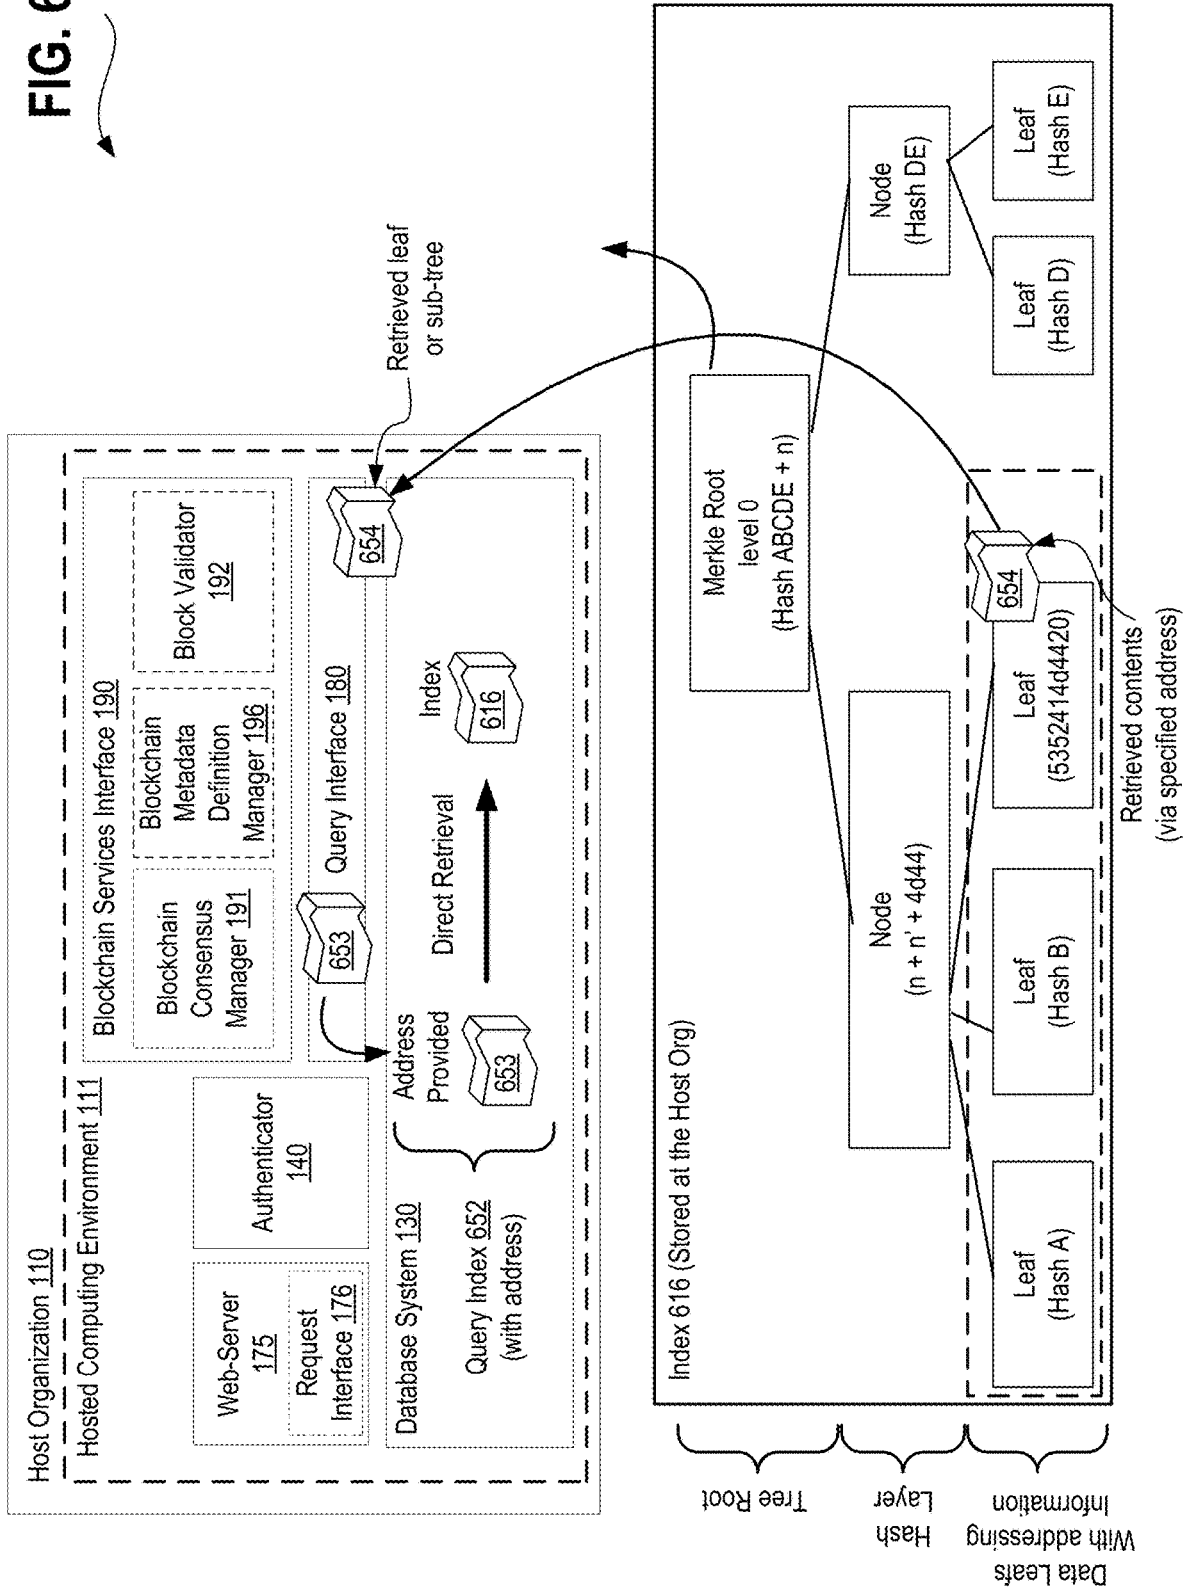 FIG. 6
Host Organization 110
Hosted Computing Environment 111
Web-Server
175
Request
Interface 176
Authenticator
140
Blockchain Services Interface 190
Blockchain
Consensus
Manager 191
Blockchain
Metadata
Definition
Manager 196
Block Validator
192
Query Interface 180
653
654
Retrieved leaf
or sub-tree
Database System 130
Query Index 652
(with address)
Address
Provided
653
Direct Retrieval
Index
616
Index 616 (Stored at the Host Org)
Tree Root
Merkle Root
level 0
(Hash ABCDE + n)
Hash
Layer
Node
(n + n' + 4d44)
Node
(Hash DE)
Data Leafs
With addressing
Information
Leaf
(Hash A)
Leaf
(Hash B)
Leaf
(5352414d4420)
654
Leaf
(Hash D)
Leaf
(Hash E)
Retrieved contents
(via specified address)